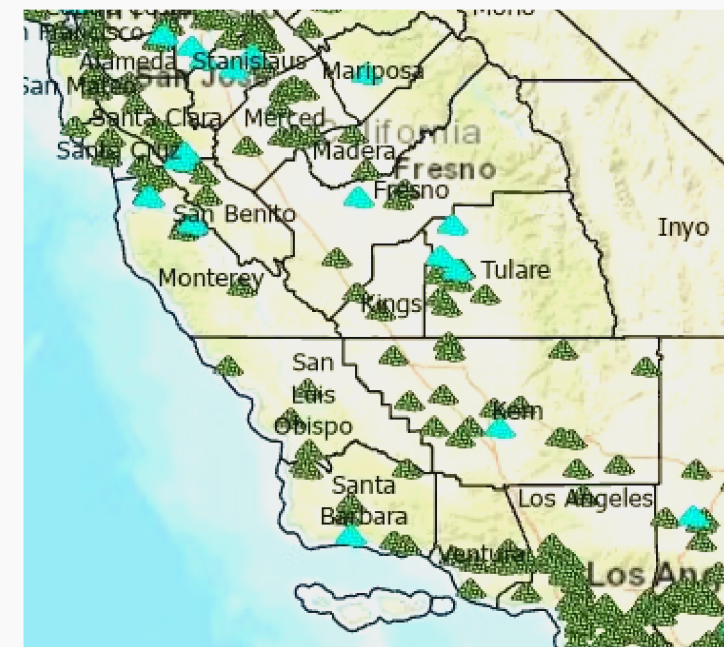 Mono
n Francisco
Alameda
Stanislaus
Mariposa
San Jose
San Mateo
Santa Clara
Merced
California
Santa Cruz
Madera
Fresno
Fresno
San Benito
Inyo
Monterey
Tulare
Kings
San
Luis
Obispo
Kern
Santa
Barbara
Los Angeles
Ventura
Los Ang